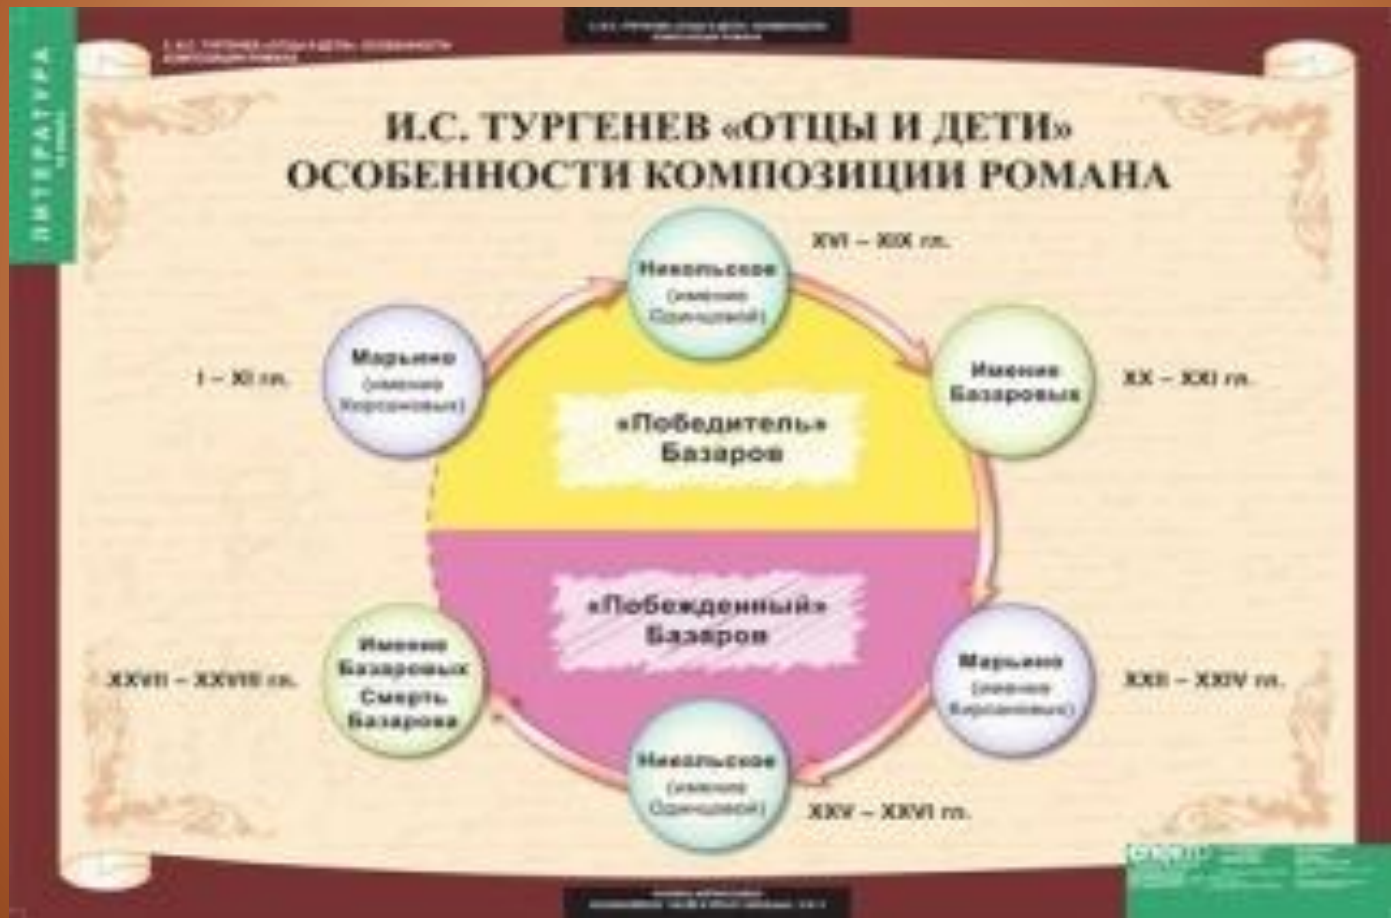 ЛИТЕРАТУРА
И.С. ТУРГЕНЕВ «ОТЦЫ И ДЕТИ»
ОСОБЕННОСТИ КОМПОЗИЦИИ РОМАНА
Никольское
(имение
Одинцовой)
XVI – XIX гл.
Марьино
(имение
Кирсановых)
I – XI гл.
Имение
Базаровых
XX – XXI гл.
«Победитель»
Базаров
«Побежденный»
Базаров
Имение
Базаровых
Смерть
Базарова
XXVII – XXVIII гл.
Марьино
(имение
Кирсановых)
XXII – XXIV гл.
Никольское
(имение
Одинцовой)
XXV – XXVI гл.